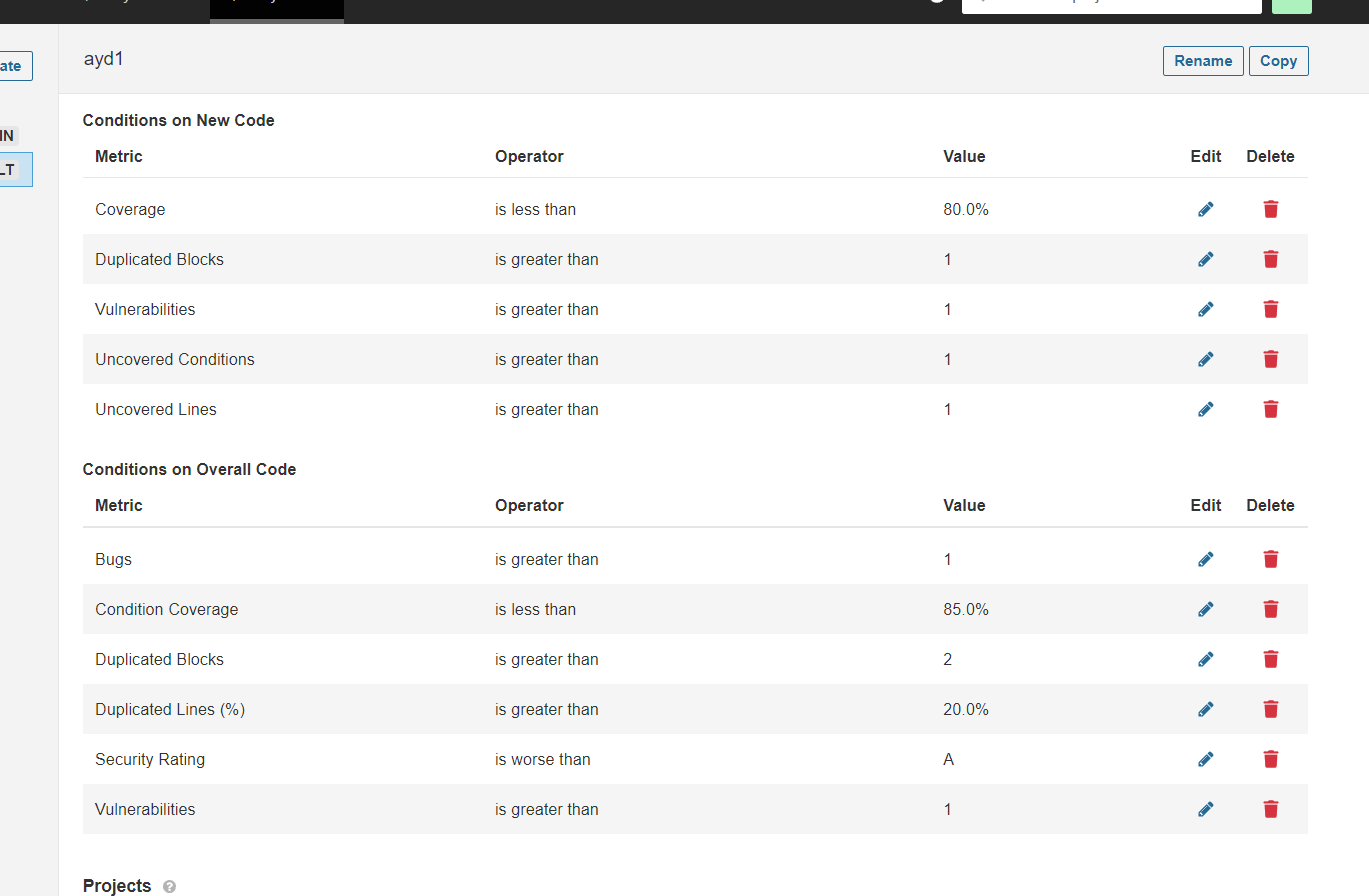 ate
ayd1
Rename Copy
IN
LT
Conditions on New Code
Metric Operator Value Edit Delete
Coverage is less than 80.0%
Duplicated Blocks is greater than 1
Vulnerabilities is greater than 1
Uncovered Conditions is greater than 1
Uncovered Lines is greater than 1
Conditions on Overall Code
Metric Operator Value Edit Delete
Bugs is greater than 1
Condition Coverage is less than 85.0%
Duplicated Blocks is greater than 2
Duplicated Lines (%) is greater than 20.0%
Security Rating is worse than A
Vulnerabilities is greater than 1
Projects ?